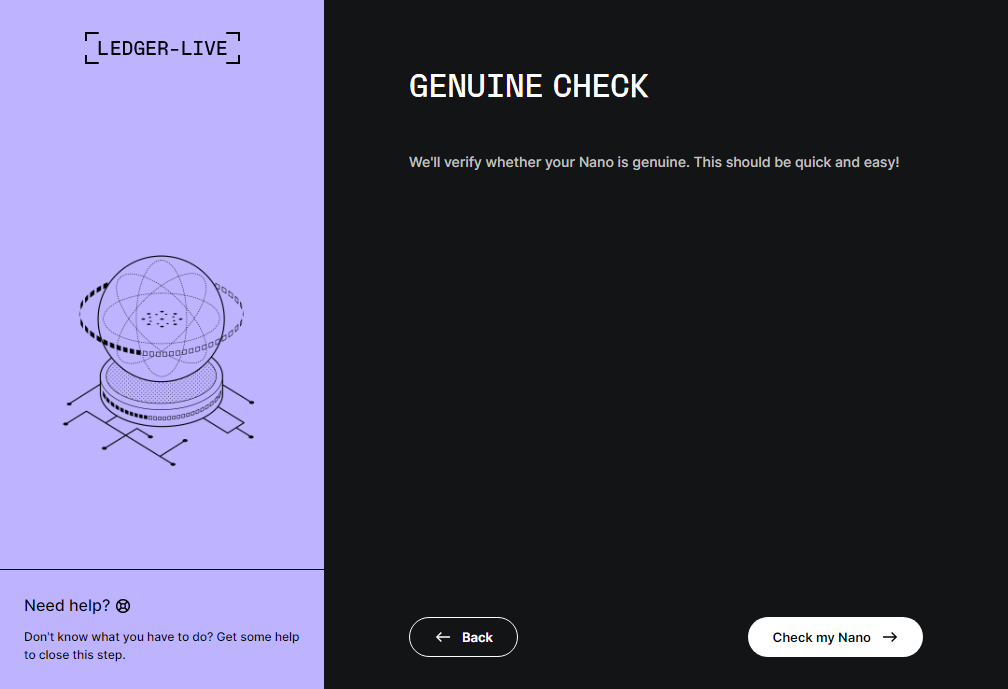 LEDGER-LIVE
GENUINE CHECK
We'll verify whether your Nano is genuine. This should be quick and easy!
Need help?
Don't know what you have to do? Get some help
to close this step.
Back
Check my Nano